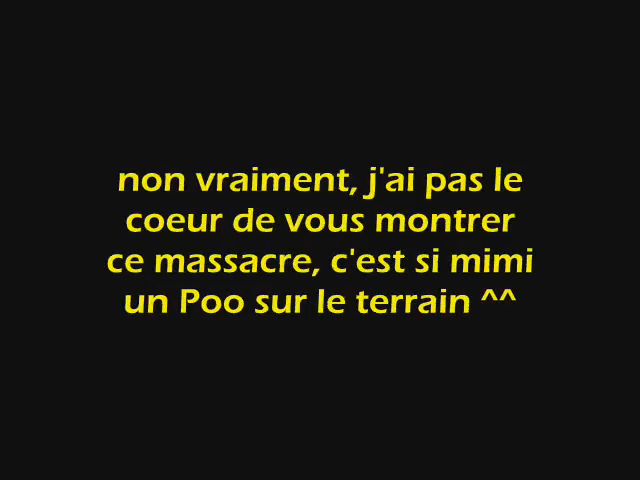 non vraiment, j'ai pas le
coeur de vous montrer
ce massacre, c'est si mimi
un Poo sur le terrain ^^